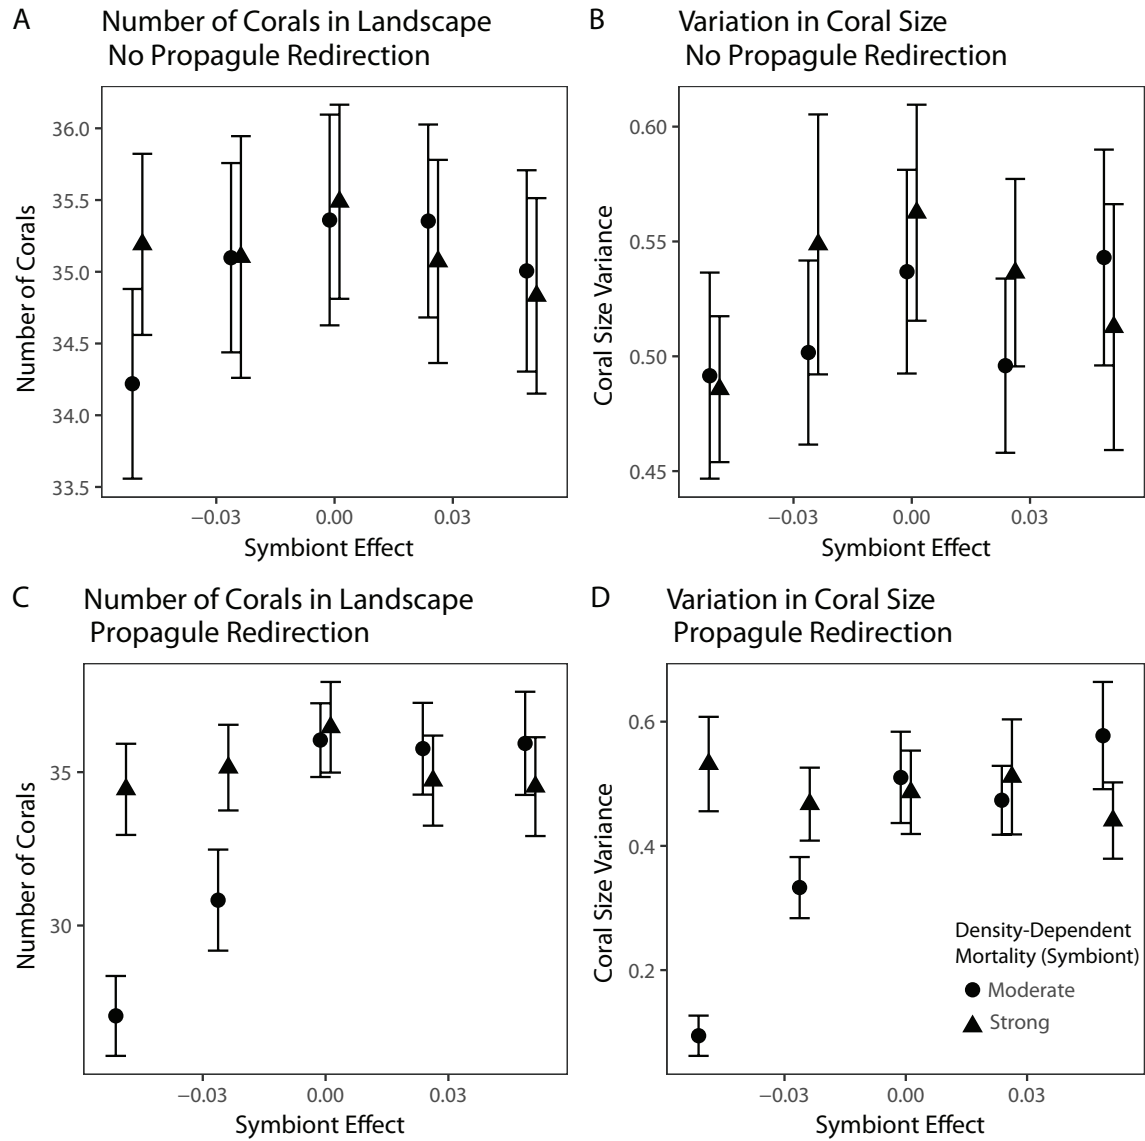 A
Number of Corals in Landscape
No Propagule Redirection
Number of Corals
36.0
35.5
35.0
34.5
34.0
33.5
−0.03
0.00
0.03
Symbiont Effect
B
Variation in Coral Size
No Propagule Redirection
Coral Size Variance
0.60
0.55
0.50
0.45
−0.03
0.00
0.03
Symbiont Effect
C
Number of Corals in Landscape
Propagule Redirection
Number of Corals
35
30
−0.03
0.00
0.03
Symbiont Effect
D
Variation in Coral Size
Propagule Redirection
Coral Size Variance
0.6
0.4
0.2
Density-Dependent
Mortality (Symbiont)
Moderate
Strong
−0.03
0.00
0.03
Symbiont Effect